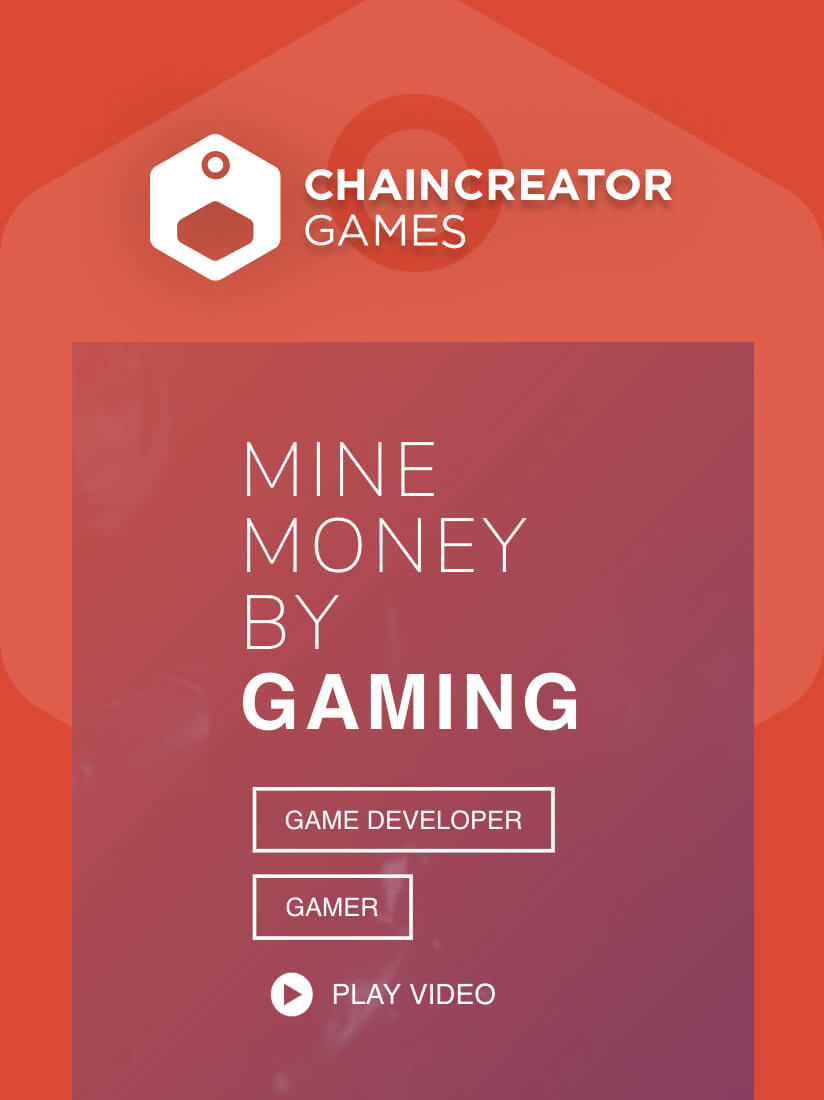 CHAINCREATOR
GAMES
MINE
MONEY
BY
GAMING
GAME DEVELOPER
GAMER
PLAY VIDEO